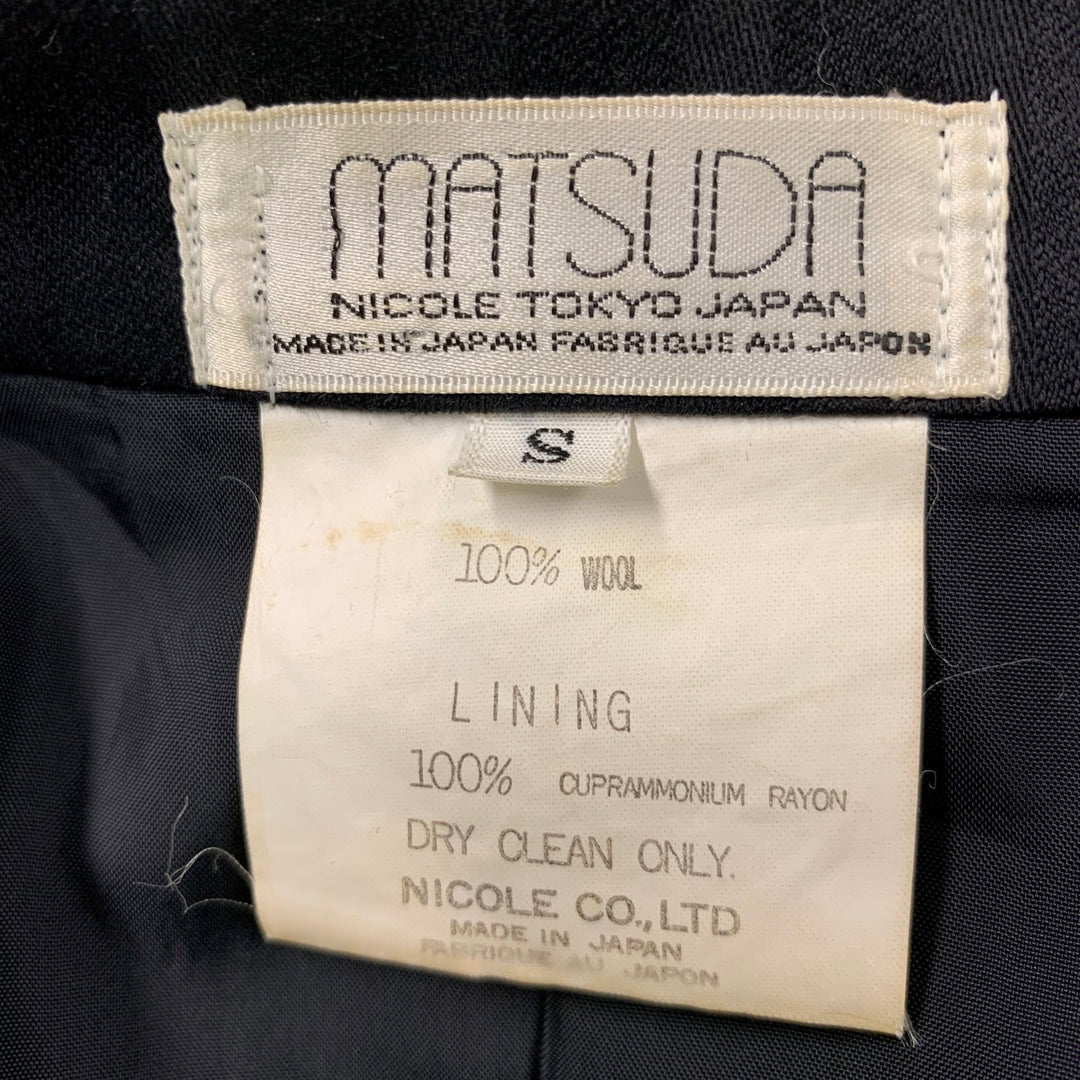 MATSUDA
NICOLE TOKYO JAPAN
MADE IN JAPAN FABRIQUE AU JAPON
S
100% WOOL
LINING
100% CUPRAMMONIUM RAYON
DRY CLEAN ONLY.
NICOLE CO., LTD
MADE IN JAPAN
FABRIQUE AU JAPON